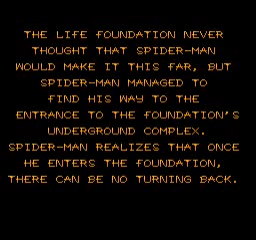 THE LIFE FOUNDATION NEVER
THOUGHT THAT SPIDER-MAN
WOULD MAKE IT THIS FAR, BUT
SPIDER-MAN MANAGED TO
FIND HIS WAY TO THE
ENTRANCE TO THE FOUNDATION'S
UNDERGROUND COMPLEX.
SPIDER-MAN REALIZES THAT ONCE
HE ENTERS THE FOUNDATION,
THERE CAN BE NO TURNING BACK.